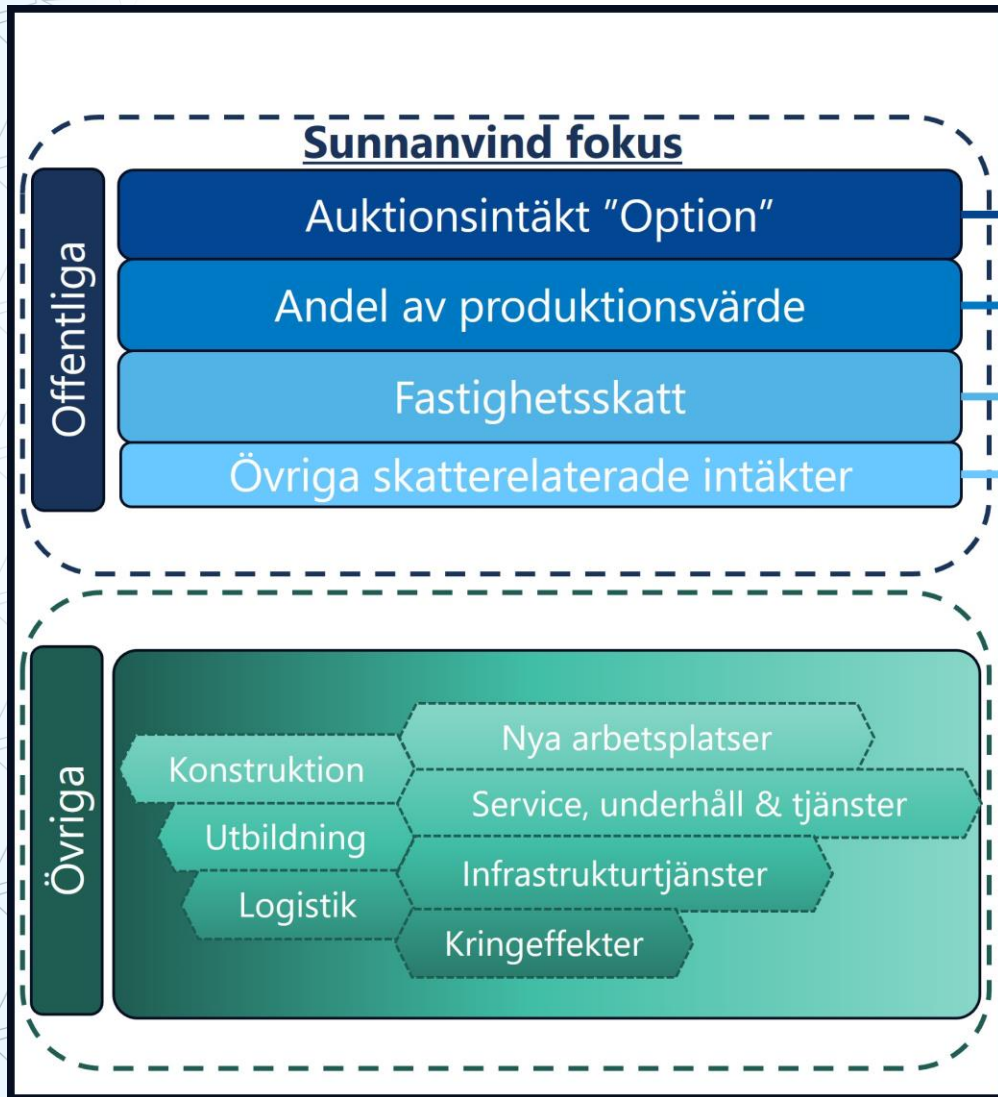 Sunnanvind fokus
Offentliga
Auktionsintäkt ”Option”
Andel av produktionsvärde
Fastighetsskatt
Övriga skatterelaterade intäkter
Övriga
Konstruktion
Utbildning
Logistik
Nya arbetsplatser
Service, underhåll & tjänster
Infrastrukturtjänster
Kringeffekter